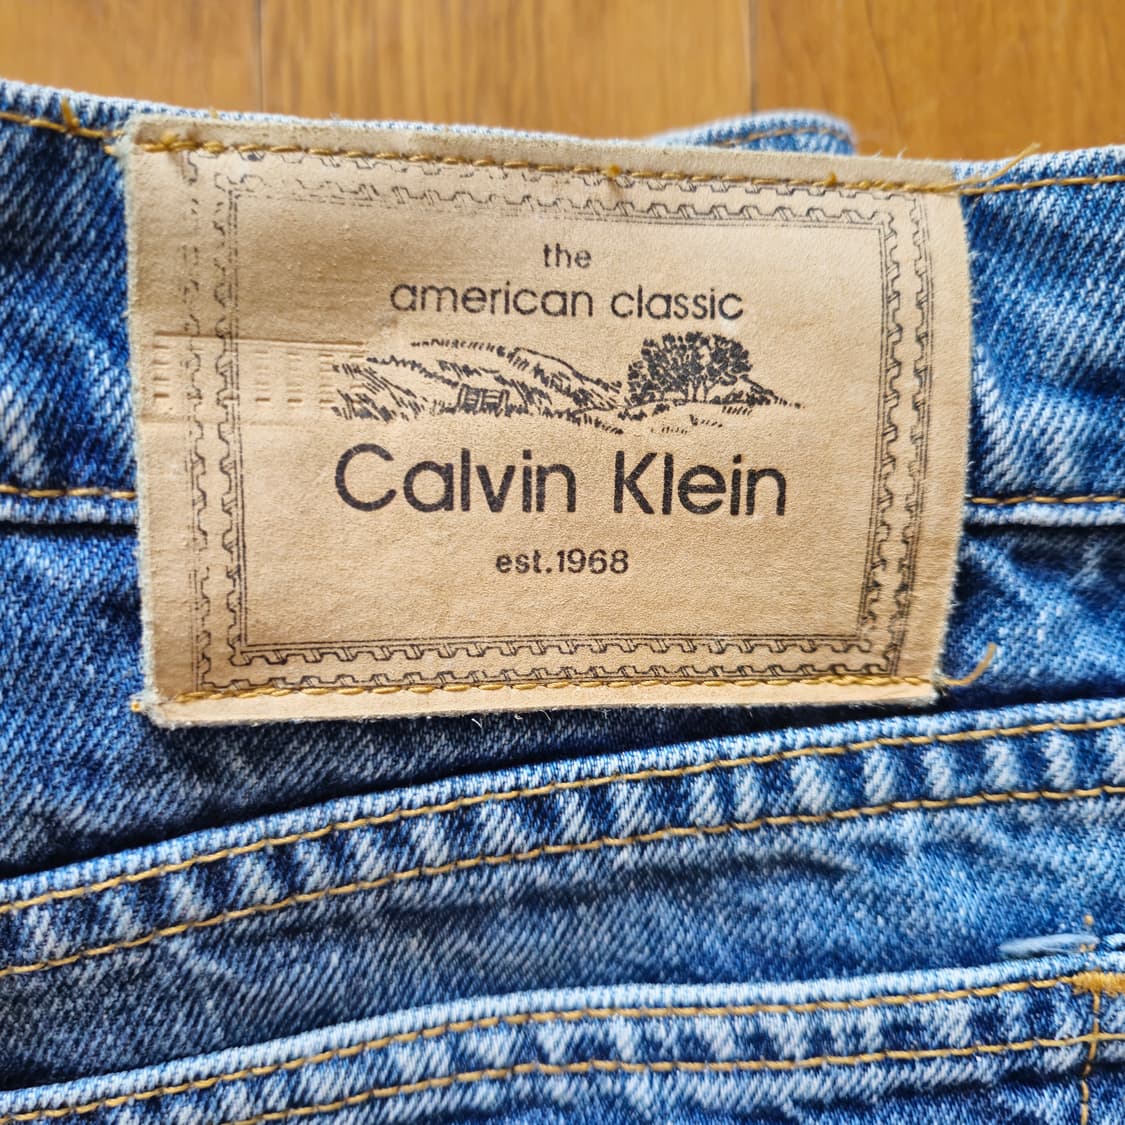 the
american classic
Calvin Klein
est.1968